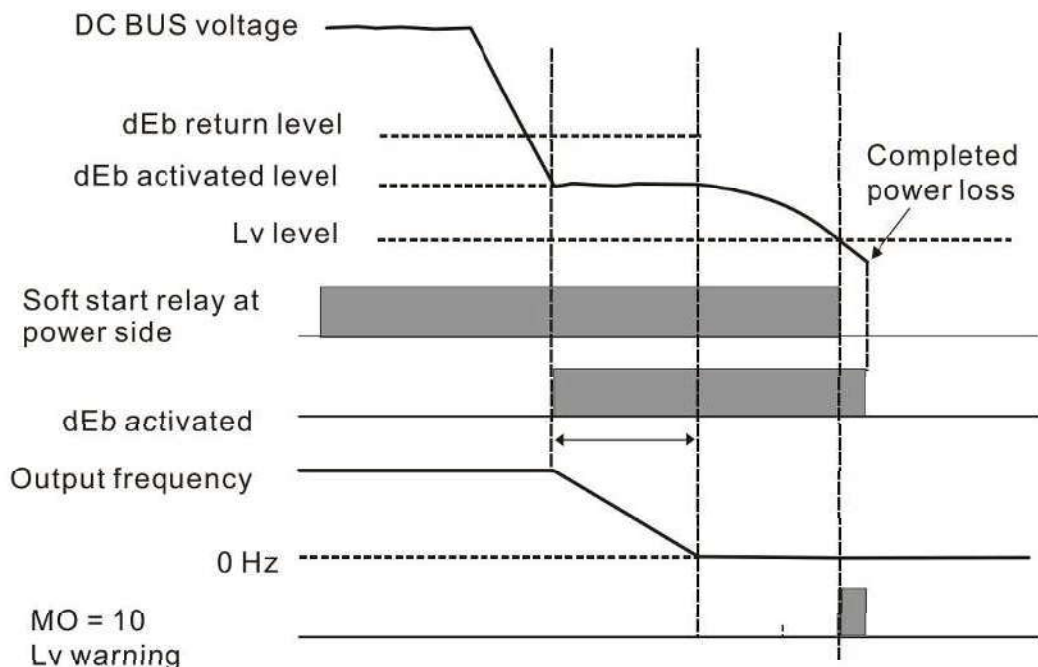 DC BUS voltage
dEb return level
dEb activated level
Completed
power loss
Lv level
Soft start relay at
power side
dEb activated
Output frequency
0 Hz
MO = 10
Lv warning